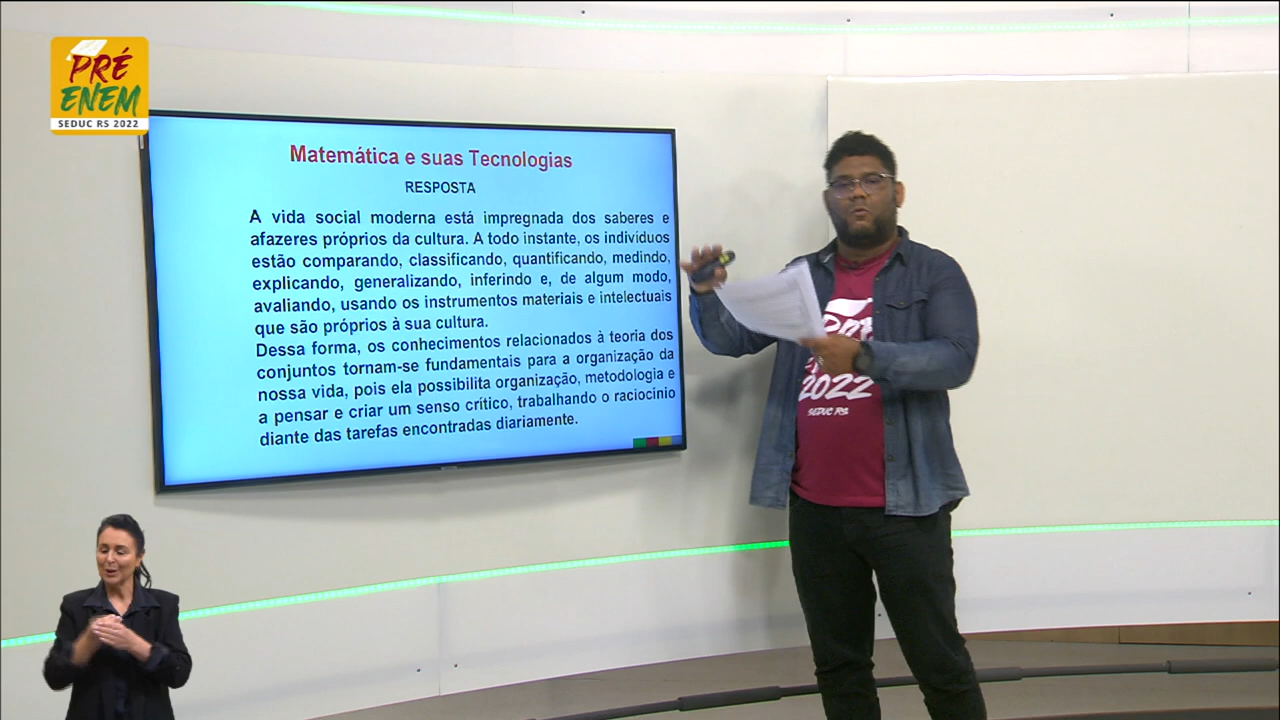 PRÉ
ENEM
SEDUC RS 2022
Matemática e suas Tecnologias
RESPOSTA
A vida social moderna está impregnada dos saberes e
afazeres próprios da cultura. A todo instante, os indivíduos
estão comparando, classificando, quantificando, medindo,
explicando, generalizando, inferindo e, de algum modo,
avaliando, usando os instrumentos materiais e intelectuais
que são próprios à sua cultura.
Dessa forma, os conhecimentos relacionados à teoria dos
conjuntos tornam-se fundamentais para a organização da
nossa vida, pois ela possibilita organização, metodologia e
a pensar e criar um senso crítico, trabalhando o raciocínio
diante das tarefas encontradas diariamente.
2022
SEDUC RS